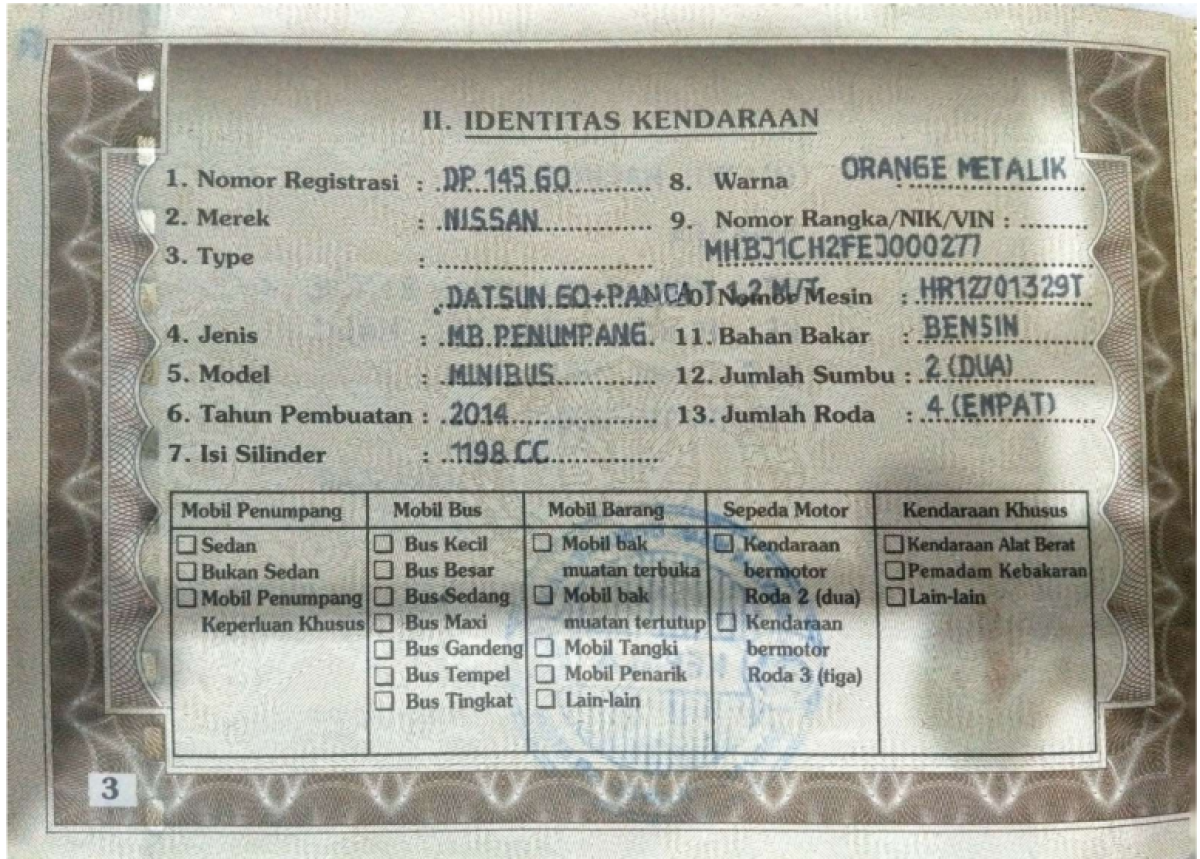 II. IDENTITAS KENDARAAN
1. Nomor Registrasi : DP 145 GO
2. Merek : NISSAN
3. Type :
DATSUN GO+PANCA T 1.2 M/T
4. Jenis : MB.PENUMPANG.
5. Model : MINIBUS
6. Tahun Pembuatan : 2014
7. Isi Silinder : 1198 CC
8. Warna ORANGE METALIK
9. Nomor Rangka/NIK/VIN :
MHBJ1CH2FEJ000277
10. Nomor Mesin : HR12701329T
11. Bahan Bakar : BENSIN
12. Jumlah Sumbu : 2 (DUA)
13. Jumlah Roda : 4 (EMPAT)
Mobil Penumpang
Sedan
Bukan Sedan
Mobil Penumpang
Keperluan Khusus
Mobil Bus
Bus Kecil
Bus Besar
Bus Sedang
Bus Maxi
Bus Gandeng
Bus Tempel
Bus Tingkat
Mobil Barang
Mobil bak
muatan terbuka
Mobil bak
muatan tertutup
Mobil Tangki
Mobil Penarik
Lain-lain
Sepeda Motor
Kendaraan
bermotor
Roda 2 (dua)
Kendaraan
bermotor
Roda 3 (tiga)
Kendaraan Khusus
Kendaraan Alat Berat
Pemadam Kebakaran
Lain-lain
3